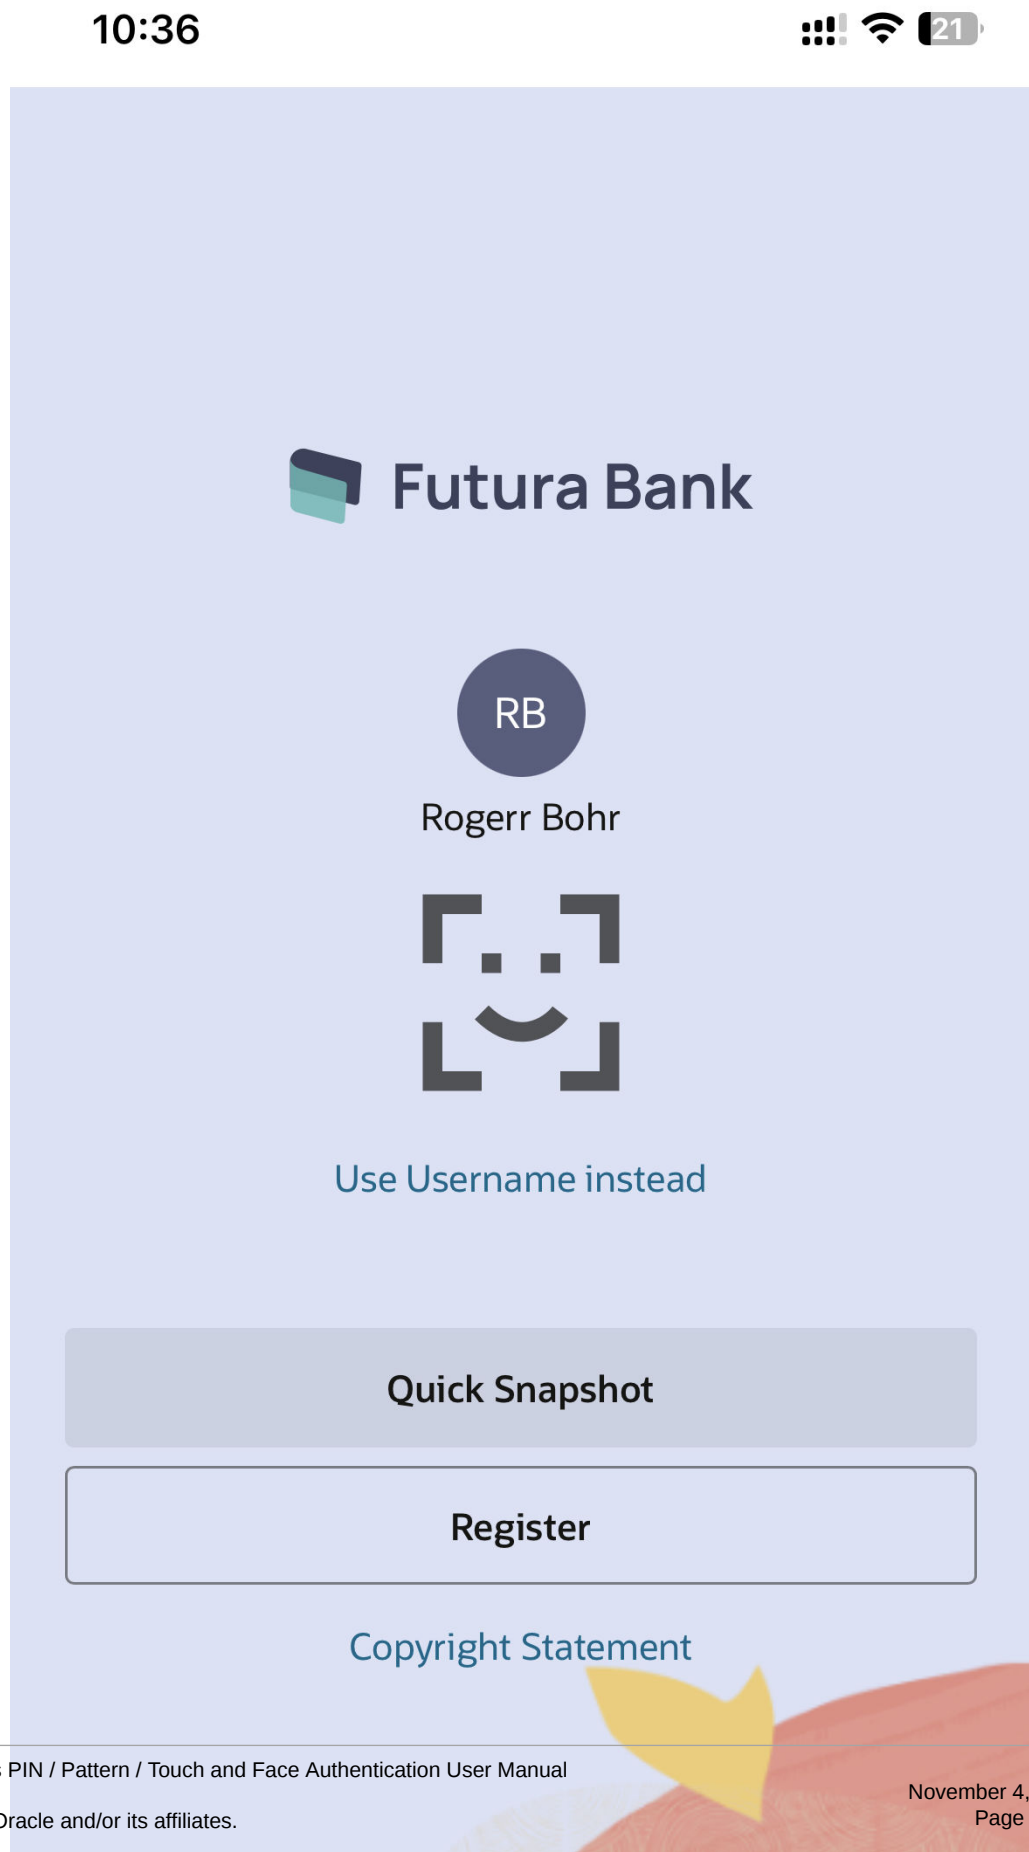 10:36
21
Futura Bank
RB
Rogerr Bohr
Use Username instead
Quick Snapshot
Register
Copyright Statement
PIN / Pattern / Touch and Face Authentication User Manual
November 4,
Page
Oracle and/or its affiliates.